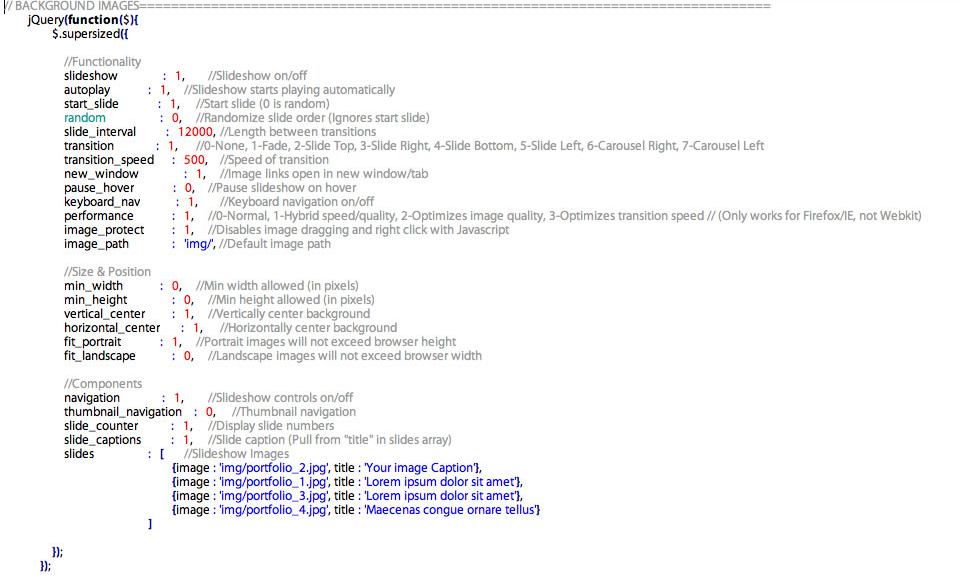 // BACKGROUND IMAGES===============================================================================
jQuery(function($){
$.supersized({
//Functionality
slideshow : 1, //Slideshow on/off
autoplay : 1, //Slideshow starts playing automatically
start_slide : 1, //Start slide (0 is random)
random : 0, //Randomize slide order (Ignores start slide)
slide_interval : 12000, //Length between transitions
transition : 1, //0-None, 1-Fade, 2-Slide Top, 3-Slide Right, 4-Slide Bottom, 5-Slide Left, 6-Carousel Right, 7-Carousel Left
transition_speed : 500, //Speed of transition
new_window : 1, //Image links open in new window/tab
pause_hover : 0, //Pause slideshow on hover
keyboard_nav : 1, //Keyboard navigation on/off
performance : 1, //0-Normal, 1-Hybrid speed/quality, 2-Optimizes image quality, 3-Optimizes transition speed // (Only works for Firefox/IE, not Webkit)
image_protect : 1, //Disables image dragging and right click with Javascript
image_path : 'img/', //Default image path
//Size & Position
min_width : 0, //Min width allowed (in pixels)
min_height : 0, //Min height allowed (in pixels)
vertical_center : 1, //Vertically center background
horizontal_center : 1, //Horizontally center background
fit_portrait : 1, //Portrait images will not exceed browser height
fit_landscape : 0, //Landscape images will not exceed browser width
//Components
navigation : 1, //Slideshow controls on/off
thumbnail_navigation : 0, //Thumbnail navigation
slide_counter : 1, //Display slide numbers
slide_captions : 1, //Slide caption (Pull from "title" in slides array)
slides : [ //Slideshow Images
{image : 'img/portfolio_2.jpg', title : 'Your image Caption'},
{image : 'img/portfolio_1.jpg', title : 'Lorem ipsum dolor sit amet'},
{image : 'img/portfolio_3.jpg', title : 'Lorem ipsum dolor sit amet'},
{image : 'img/portfolio_4.jpg', title : 'Maecenas congue ornare tellus'}
]
});
});